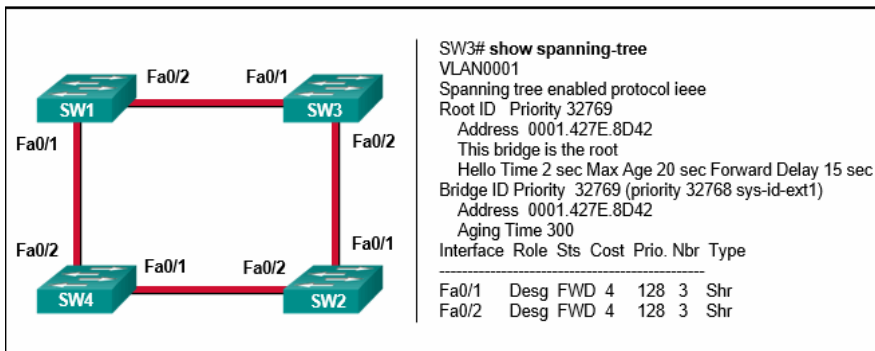 Fa0/2
Fa0/1
SW1
SW3
Fa0/1
Fa0/2
Fa0/2
Fa0/1
Fa0/1
Fa0/2
SW4
SW2
SW3# show spanning-tree
VLAN0001
Spanning tree enabled protocol ieee
Root ID Priority 32769
Address 0001.427E.8D42
This bridge is the root
Hello Time 2 sec Max Age 20 sec Forward Delay 15 sec
Bridge ID Priority 32769 (priority 32768 sys-id-ext1)
Address 0001.427E.8D42
Aging Time 300
Interface Role Sts Cost Prio. Nbr Type
---------------------------------------------------
Fa0/1 Desg FWD 4 128 3 Shr
Fa0/2 Desg FWD 4 128 3 Shr